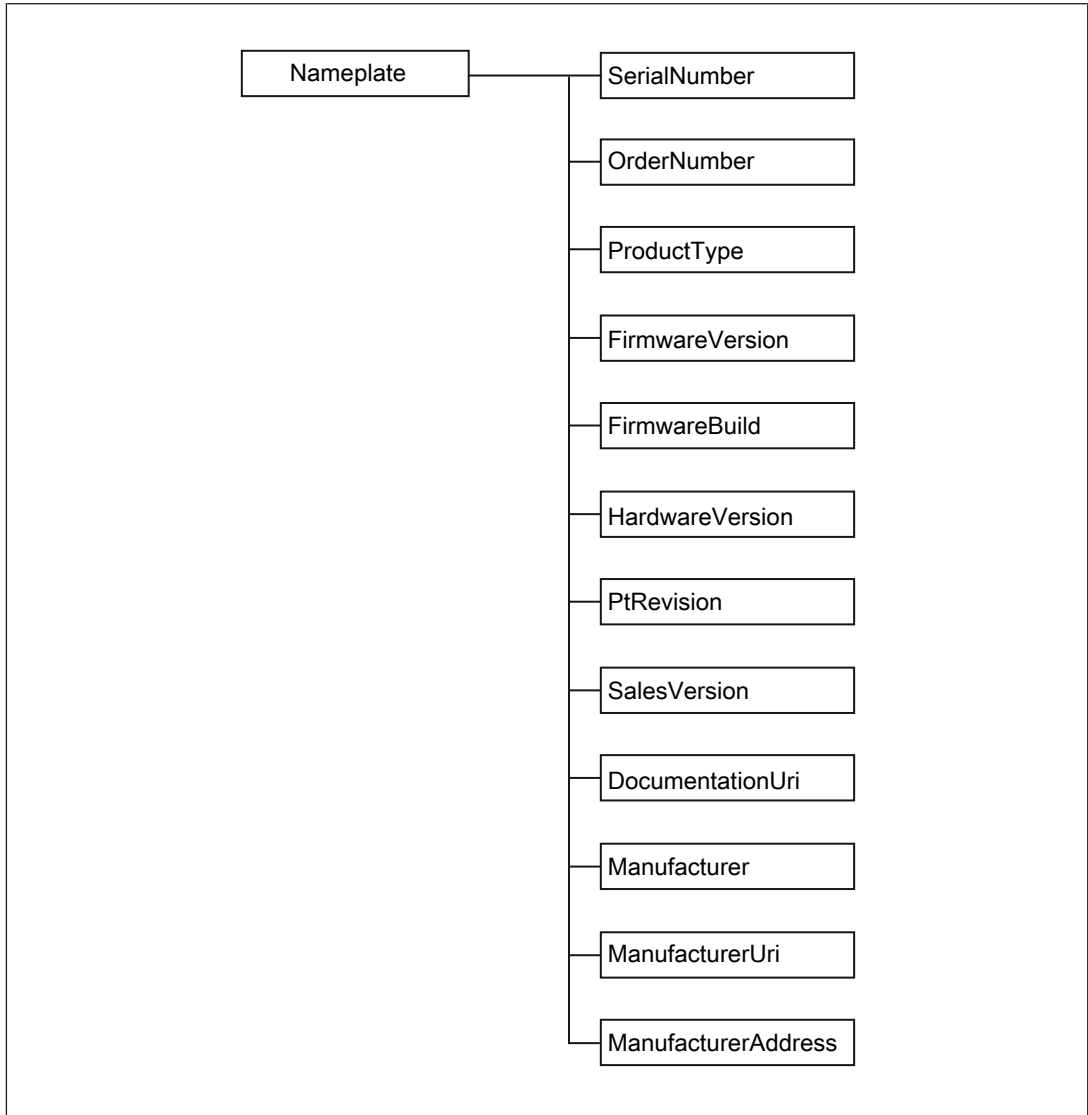 Nameplate
SerialNumber
OrderNumber
ProductType
FirmwareVersion
FirmwareBuild
HardwareVersion
PtRevision
SalesVersion
DocumentationUri
Manufacturer
ManufacturerUri
ManufacturerAddress